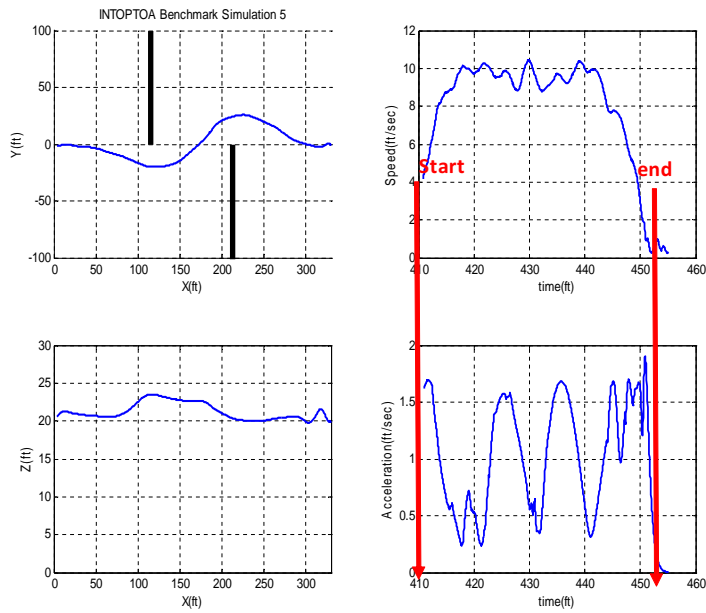 INTOPTOA Benchmark Simulation 5
100
50
0
-50
-100
Y(ft)
0 50 100 150 200 250 300
X(ft)
12
10
8
6
4
2
0
Speed(ft/sec)
Start
end
410 420 430 440 450 460
time(ft)
30
25
20
15
10
5
0
Z(ft)
0 50 100 150 200 250 300
X(ft)
2
1.5
1
0.5
0
Acceleration(ft/sec)
410 420 430 440 450 460
time(ft)